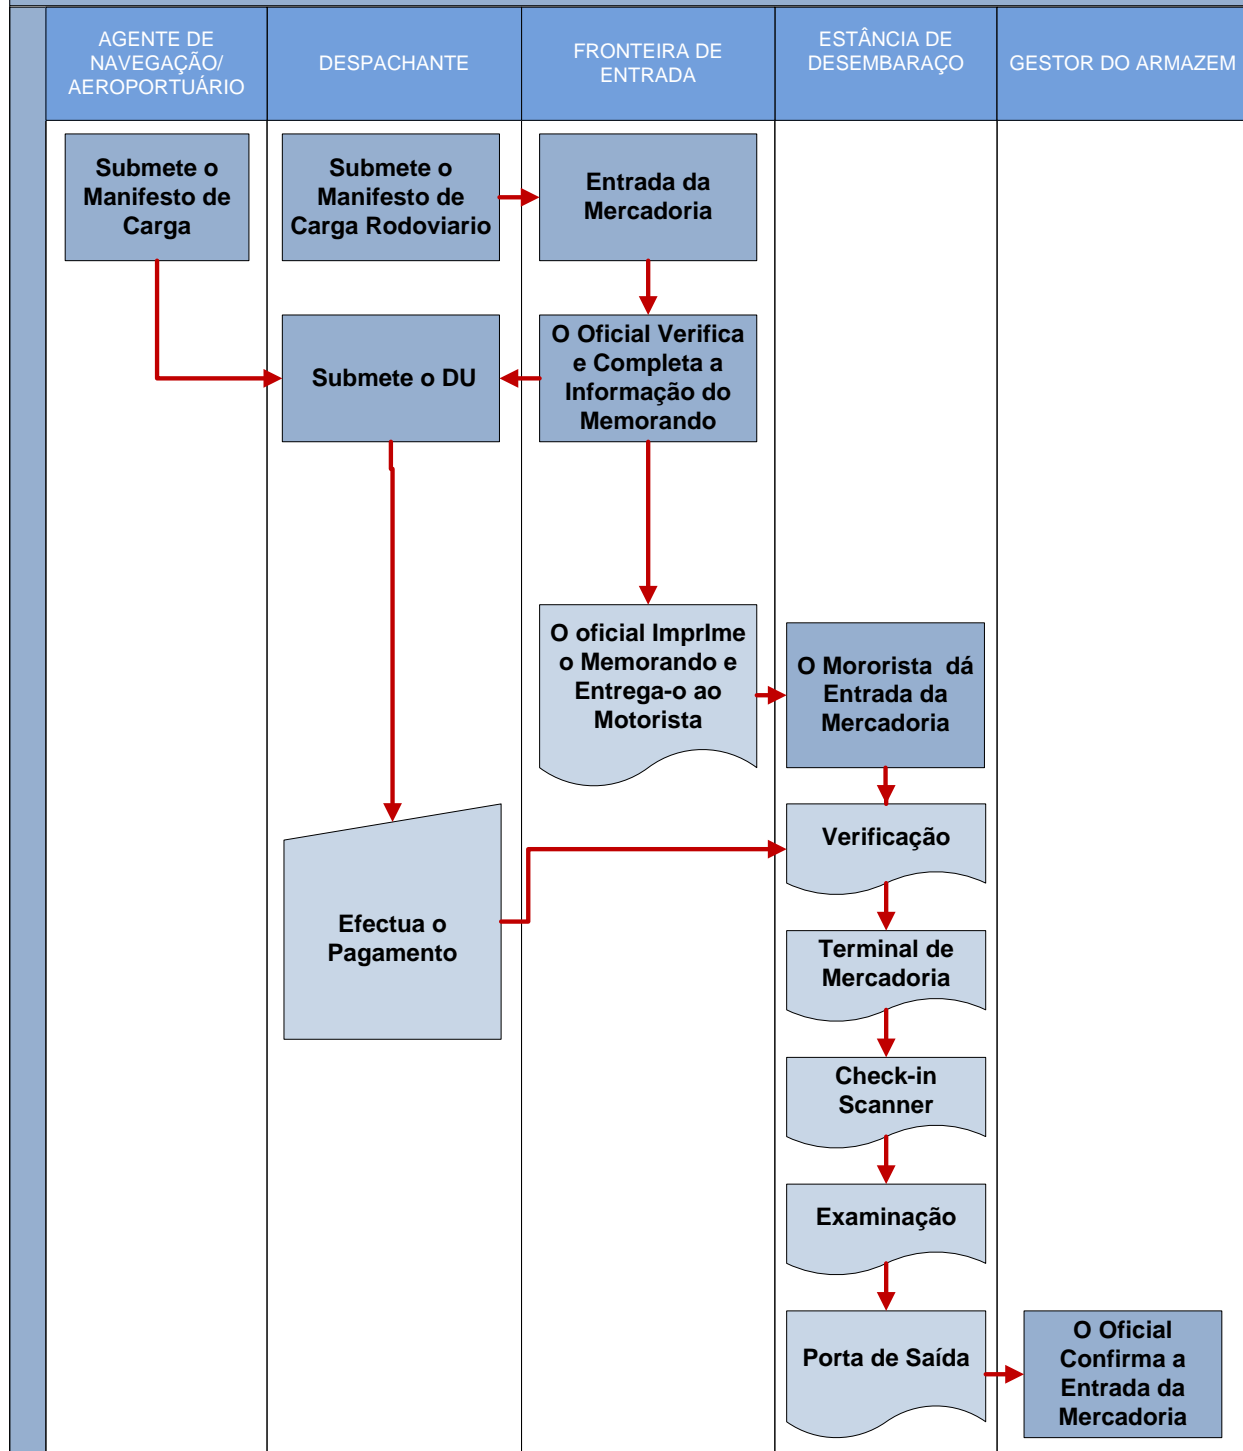 AGENTE DE
NAVEGAÇÃO/
AEROPORTUÁRIO
DESPACHANTE
FRONTEIRA DE
ENTRADA
ESTÂNCIA DE
DESEMBARAÇO
GESTOR DO ARMAZEM
Submete o
Manifesto de
Carga
Submete o
Manifesto de
Carga Rodoviario
Entrada da
Mercadoria
Submete o DU
O Oficial Verifica
e Completa a
Informação do
Memorando
O oficial ImprIme
o Memorando e
Entrega-o ao
Motorista
O Mororista dá
Entrada da
Mercadoria
Verificação
Efectua o
Pagamento
Terminal de
Mercadoria
Check-in
Scanner
Examinação
Porta de Saída
O Oficial
Confirma a
Entrada da
Mercadoria